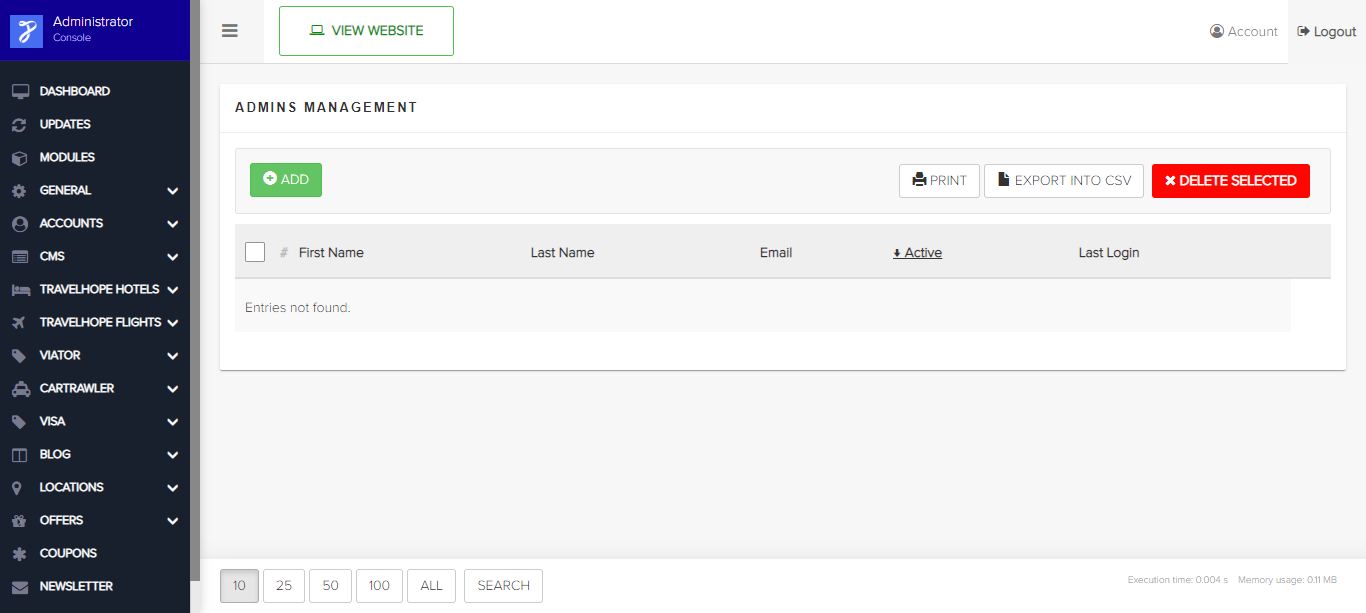 Administrator
Console
DASHBOARD
UPDATES
MODULES
GENERAL
ACCOUNTS
CMS
TRAVELHOPE HOTELS
TRAVELHOPE FLIGHTS
VIATOR
CARTRAWLER
VISA
BLOG
LOCATIONS
OFFERS
COUPONS
NEWSLETTER
VIEW WEBSITE
Account
Logout
ADMINS MANAGEMENT
ADD
PRINT
EXPORT INTO CSV
DELETE SELECTED
# First Name Last Name Email Active Last Login
Entries not found.
10 25 50 100 ALL SEARCH
Execution time: 0.004 s Memory usage: 0.11 MB